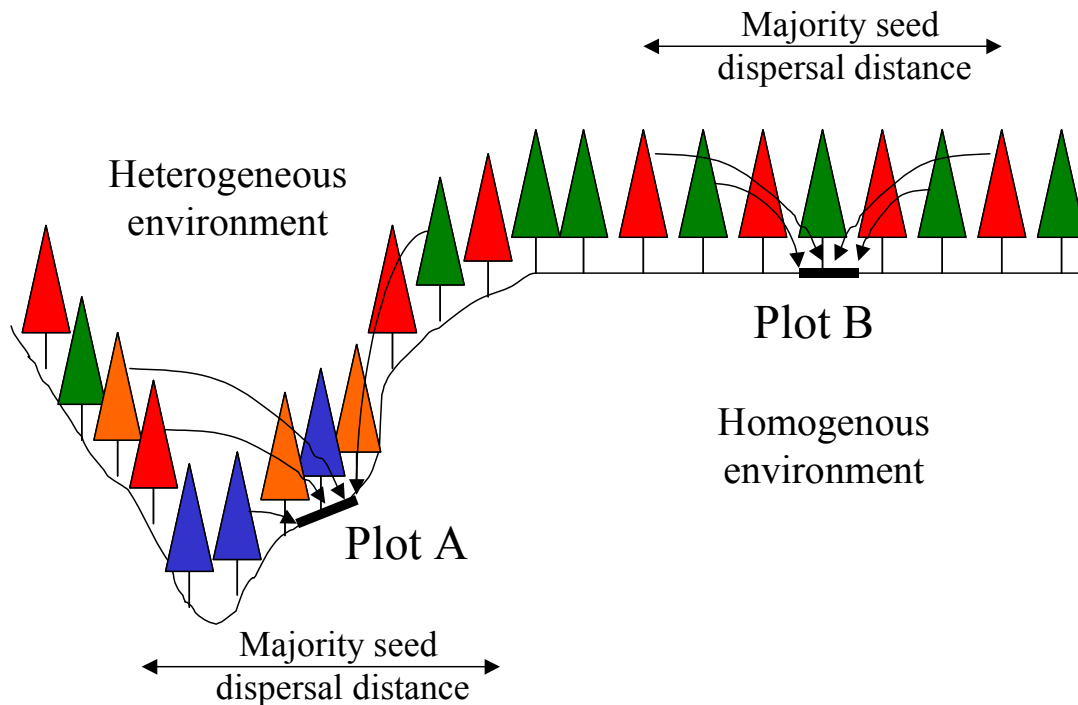 Majority seed
dispersal distance
Heterogeneous
environment
Plot B
Homogenous
environment
Plot A
Majority seed
dispersal distance